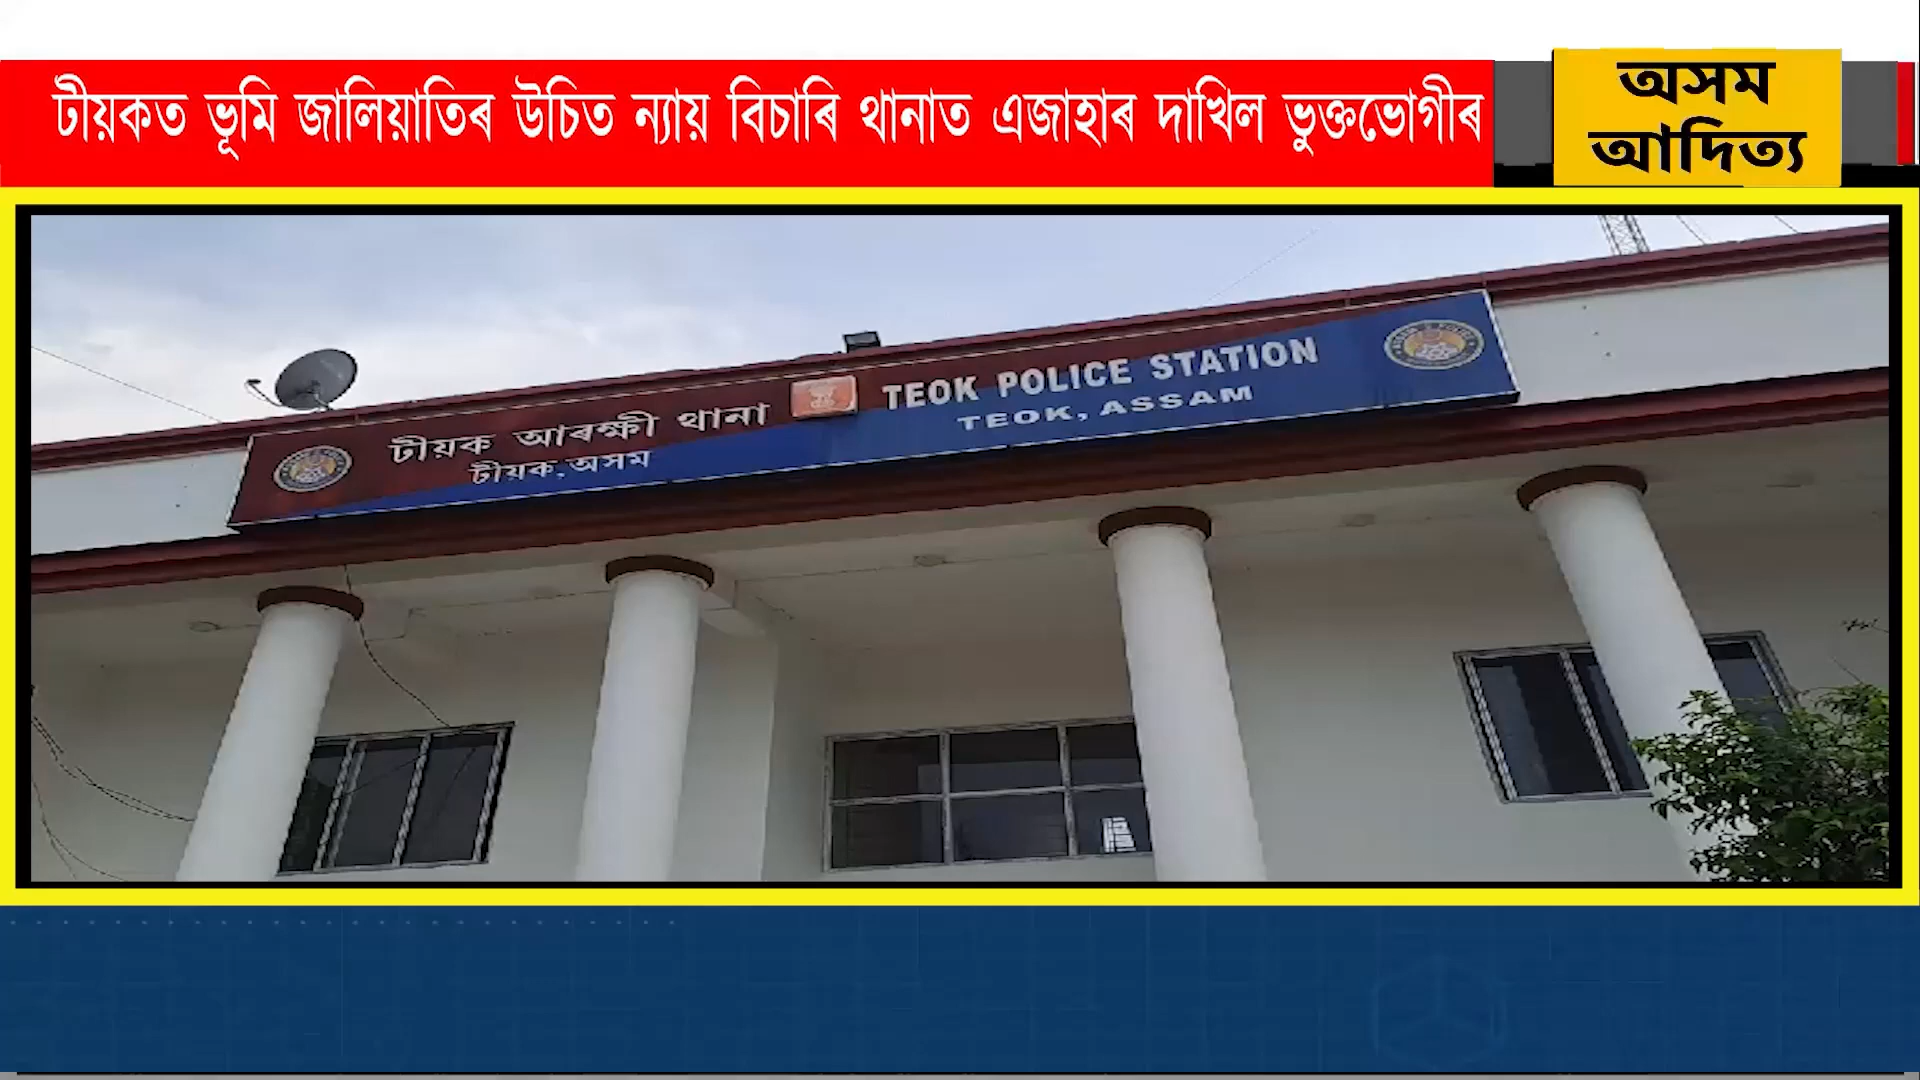 টীয়কত ভূমি জালিয়াতিৰ উচিত ন্যায় বিচাৰি থানাত এজাহাৰ দাখিল ভুক্তভোগীৰ
অসম
আদিত্য
টীয়ক আৰক্ষী থানা
টীয়ক,অসম
TEOK POLICE STATION
TEOK, ASSAM